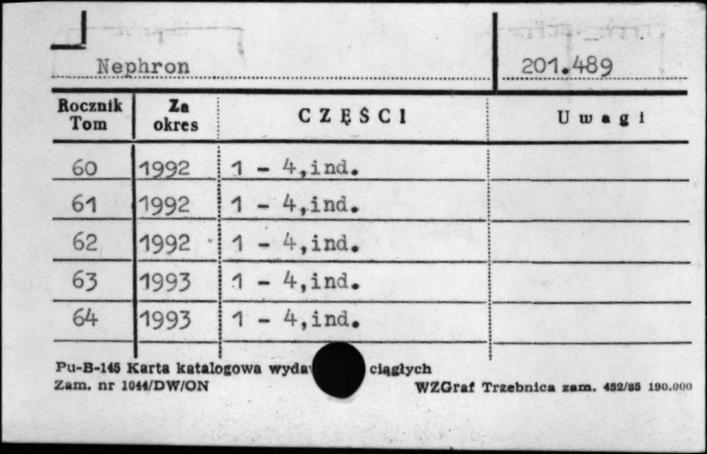 Nephron 201.489
Rocznik Tom Za okres CZĘŚCI Uwagi
60 1992 1 - 4,ind.
61 1992 1 - 4,ind.
62 1992 1 - 4,ind.
63 1993 1 - 4,ind.
64 1993 1 - 4,ind.
Pu-B-145 Karta katalogowa ciągłych
Zam. nr 1044/DW/ON WZGraf Trzebnica zam. 452/85 190.000